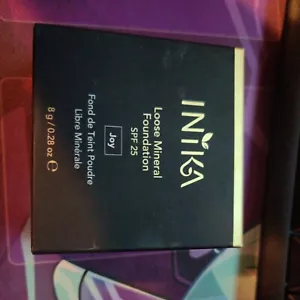 INIKA
Loose Mineral
Foundation
SPF 25
Joy
Fond de Teint Poudre
Libre Minérale
8 g / 0.28 oz ℮